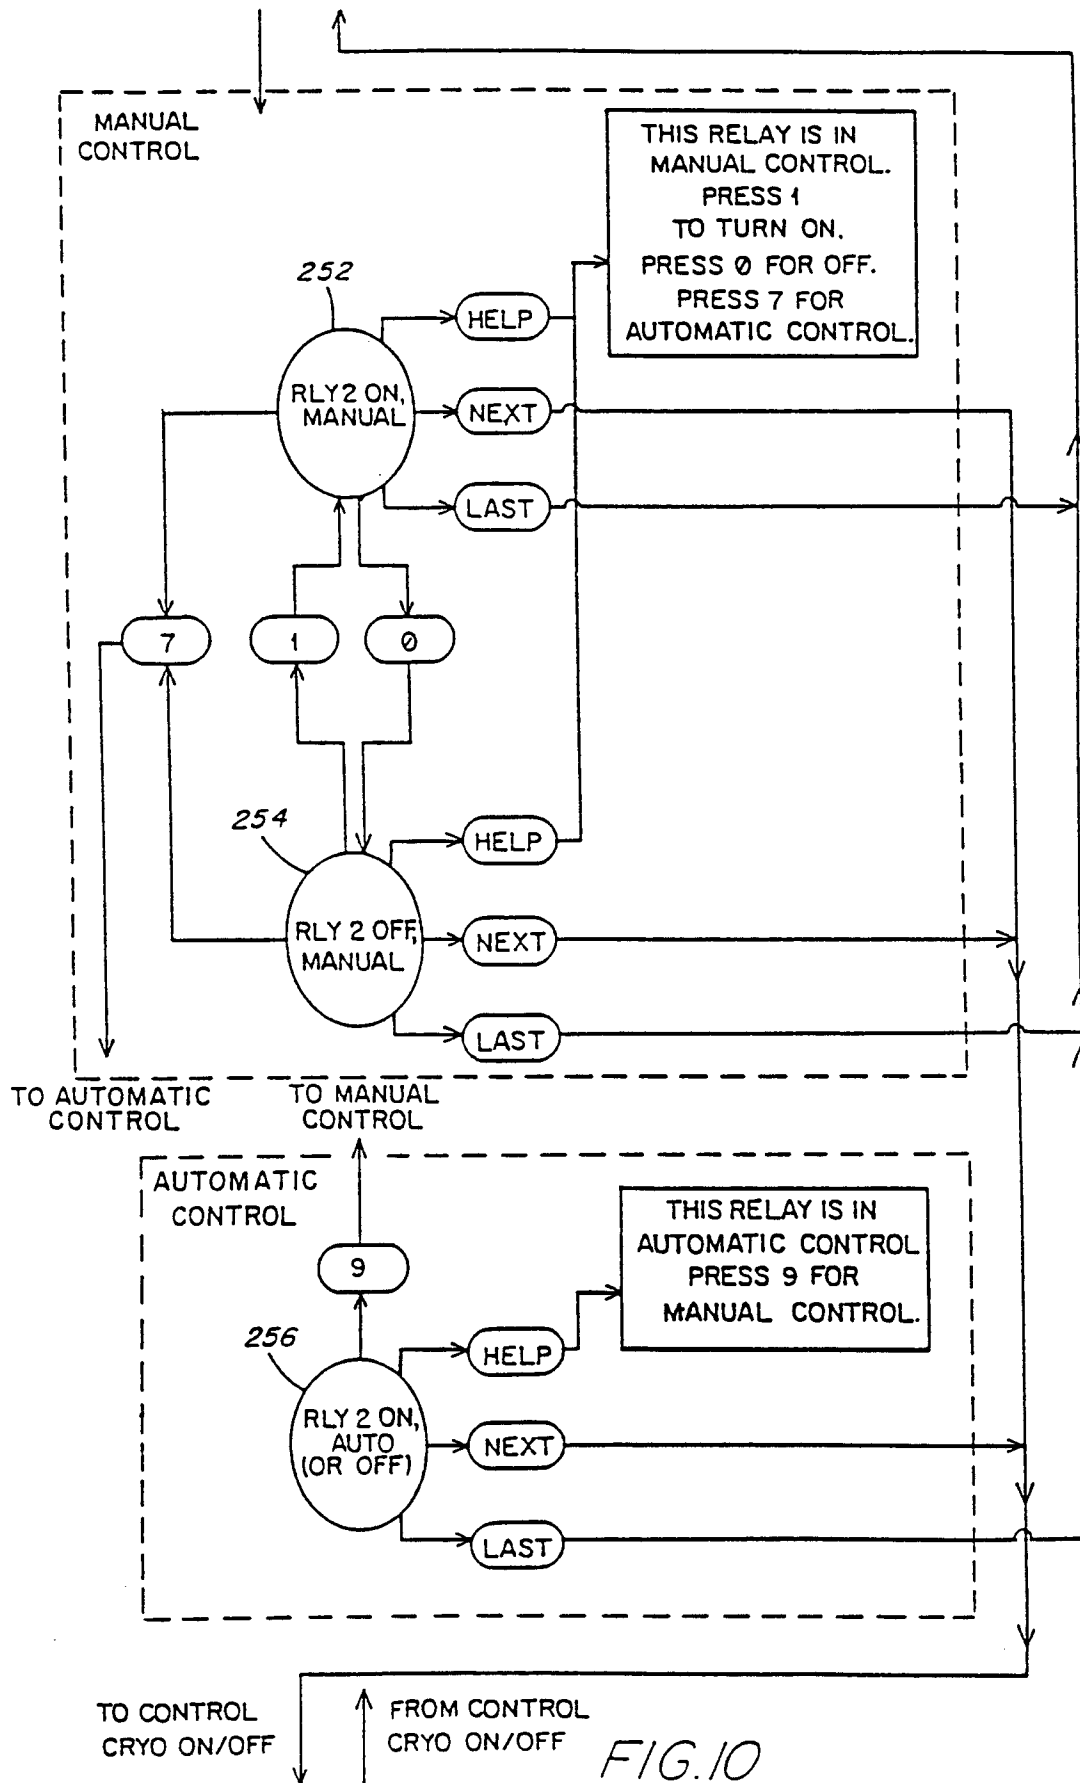 MANUAL
CONTROL
THIS RELAY IS IN
MANUAL CONTROL.
PRESS 1
TO TURN ON.
PRESS 0 FOR OFF.
PRESS 7 FOR
AUTOMATIC CONTROL.
252
HELP
RLY 2 ON,
MANUAL
NEXT
LAST
7
1
0
254
HELP
RLY 2 OFF,
MANUAL
NEXT
LAST
TO AUTOMATIC
CONTROL
TO MANUAL
CONTROL
AUTOMATIC
CONTROL
THIS RELAY IS IN
AUTOMATIC CONTROL
PRESS 9 FOR
MANUAL CONTROL.
9
256
HELP
RLY 2 ON,
AUTO
(OR OFF)
NEXT
LAST
TO CONTROL
CRYO ON/OFF
FROM CONTROL
CRYO ON/OFF
FIG.10